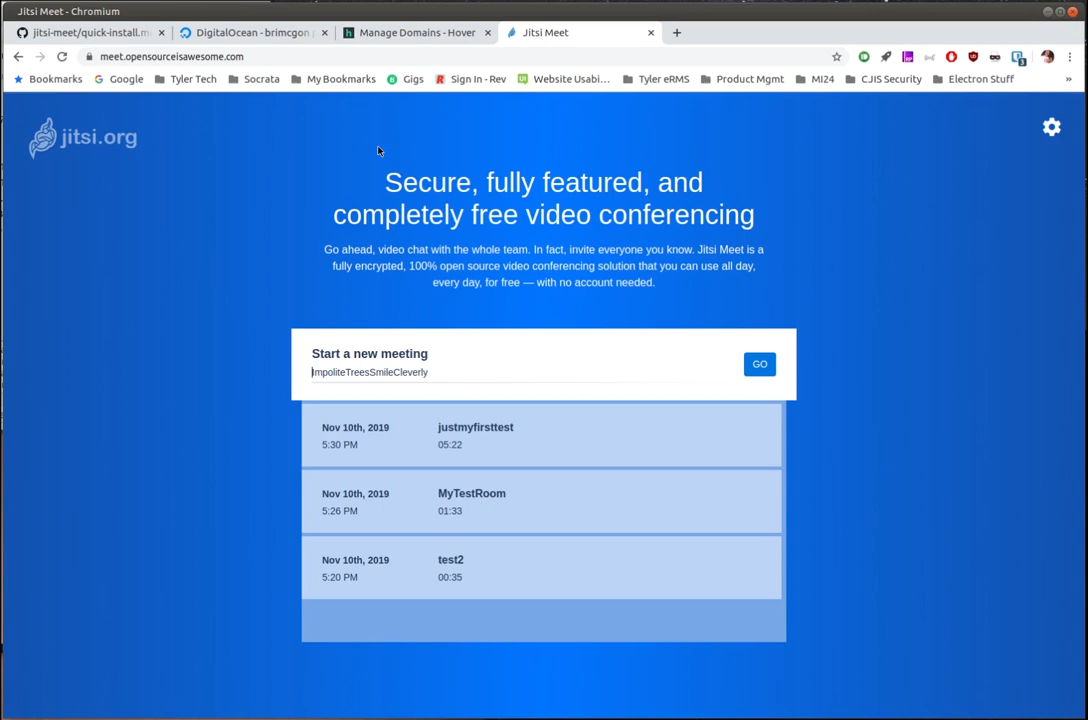 Jitsi Meet - Chromium
jitsi-meet/quick-install.m
DigitalOcean - brimcgon
Manage Domains - Hover
Jitsi Meet
meet.opensourceisawesome.com
Bookmarks
Google
Tyler Tech
Socrata
My Bookmarks
Gigs
Sign In - Rev
Website Usabi...
Tyler eRMS
Product Mgmt
MI24
CJIS Security
Electron Stuff
»
jitsi.org
Secure, fully featured, and
completely free video conferencing
Go ahead, video chat with the whole team. In fact, invite everyone you know. Jitsi Meet is a
fully encrypted, 100% open source video conferencing solution that you can use all day,
every day, for free — with no account needed.
Start a new meeting
ImpoliteTreesSmileCleverly
GO
Nov 10th, 2019
justmyfirsttest
5:30 PM
05:22
Nov 10th, 2019
MyTestRoom
5:26 PM
01:33
Nov 10th, 2019
test2
5:20 PM
00:35